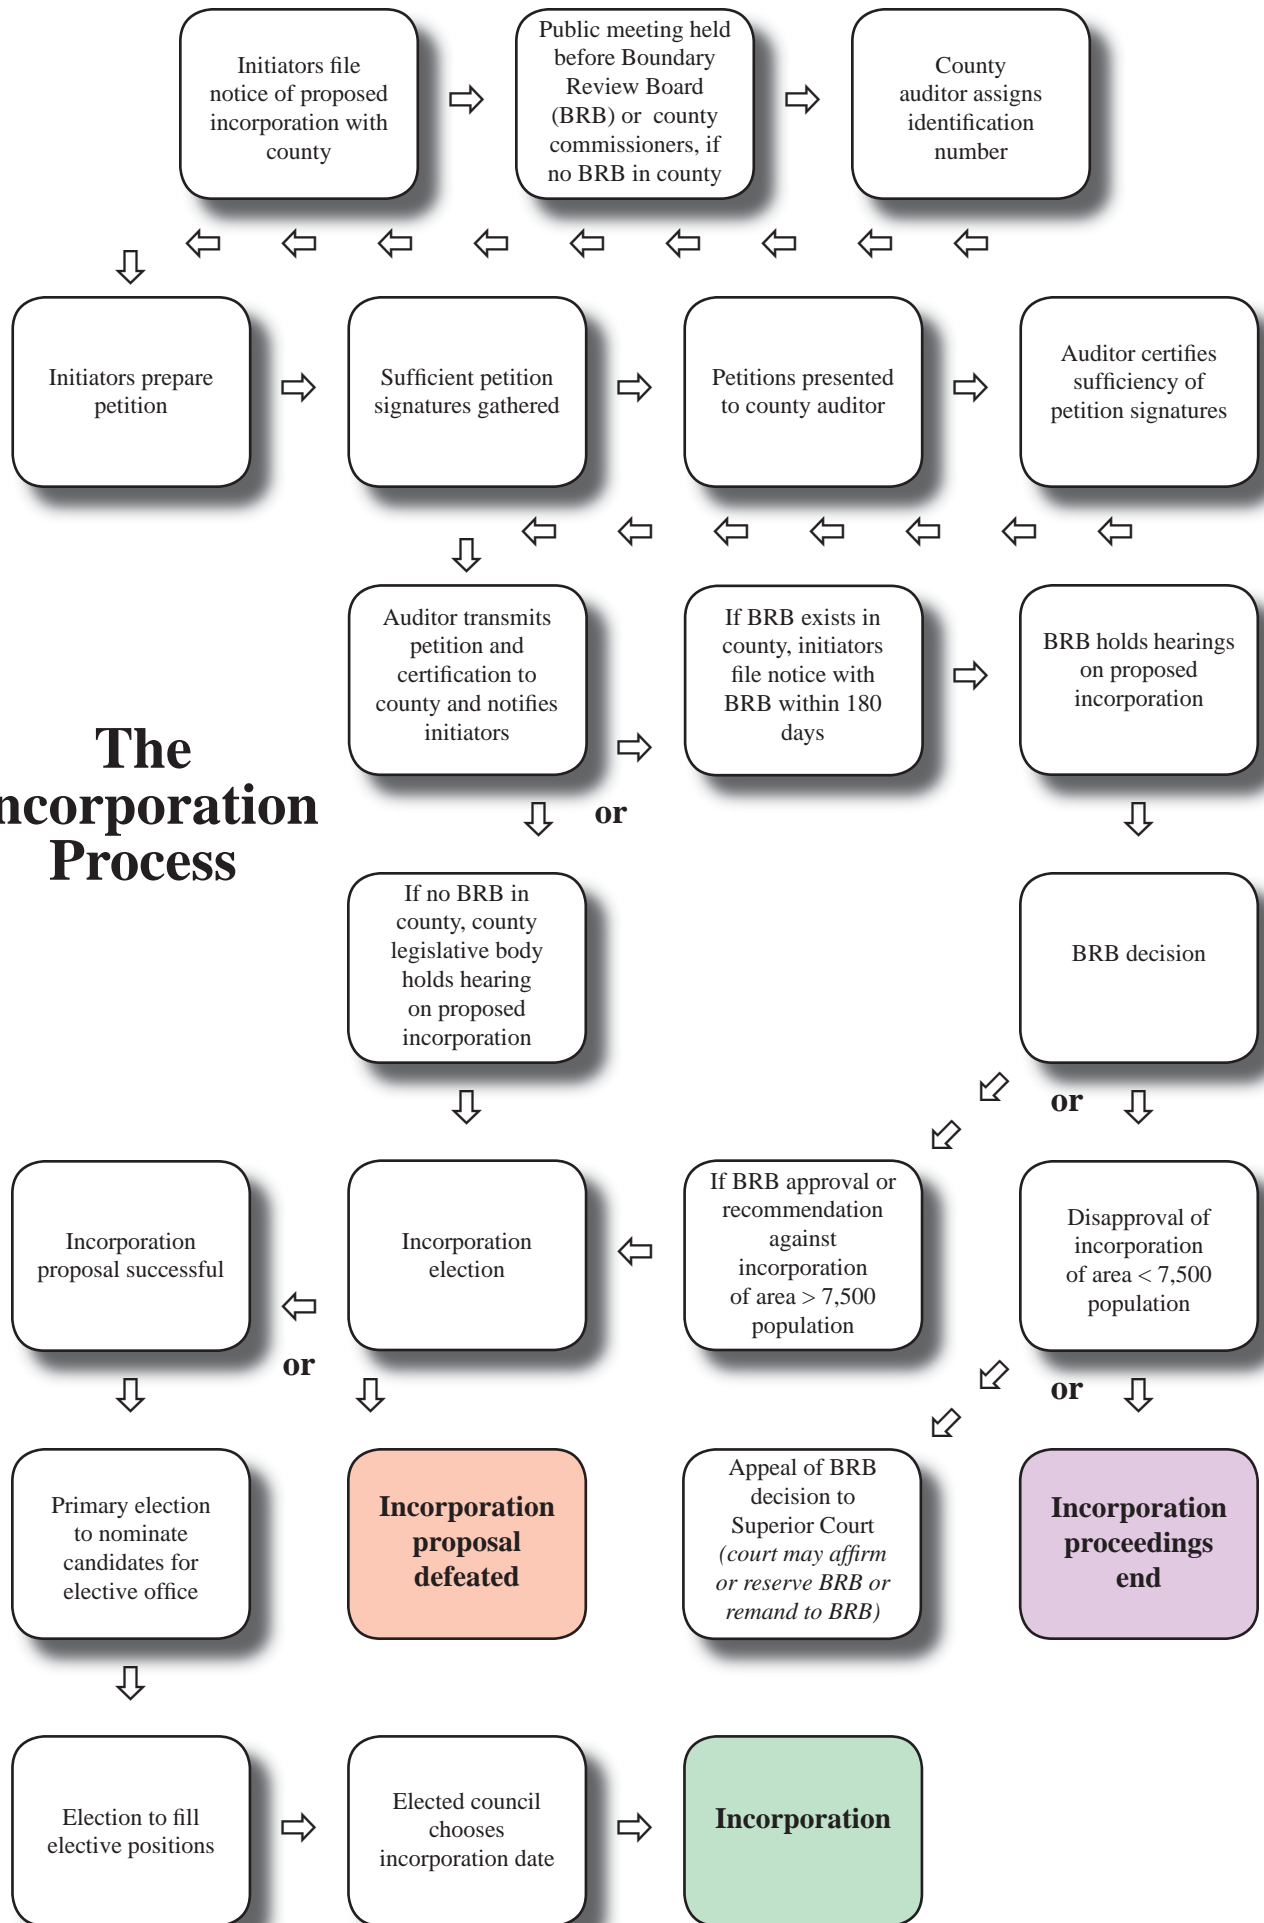 Initiators file
notice of proposed
incorporation with
county
Public meeting held
before Boundary
Review Board
(BRB) or county
commissioners, if
no BRB in county
County
auditor assigns
identification
number
Initiators prepare
petition
Sufficient petition
signatures gathered
Petitions presented
to county auditor
Auditor certifies
sufficiency of
petition signatures
Auditor transmits
petition and
certification to
county and notifies
initiators
If BRB exists in
county, initiators
file notice with
BRB within 180
days
BRB holds hearings
on proposed
incorporation
The
ncorporation
Process
or
If no BRB in
county, county
legislative body
holds hearing
on proposed
incorporation
BRB decision
or
Incorporation
proposal successful
Incorporation
election
If BRB approval or
recommendation
against
incorporation
of area > 7,500
population
Disapproval of
incorporation
of area < 7,500
population
or
or
Primary election
to nominate
candidates for
elective office
Incorporation
proposal
defeated
Appeal of BRB
decision to
Superior Court
(court may affirm
or reserve BRB or
remand to BRB)
Incorporation
proceedings
end
Election to fill
elective positions
Elected council
chooses
incorporation date
Incorporation